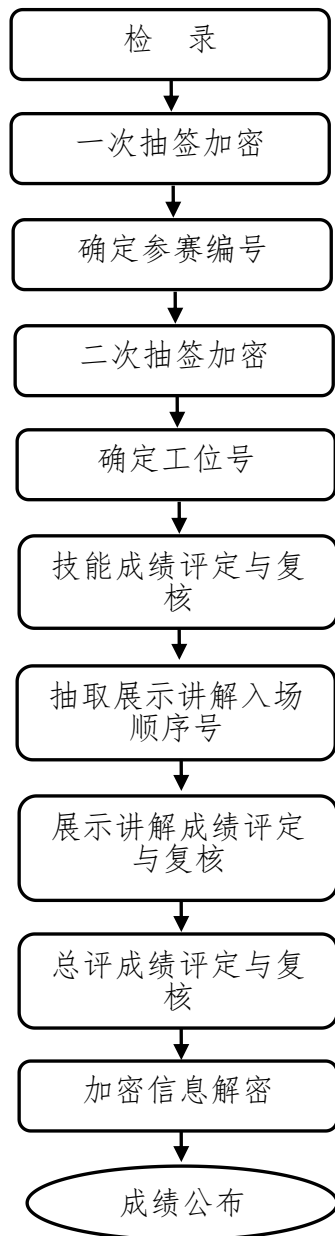 检　录
一次抽签加密
确定参赛编号
二次抽签加密
确定工位号
技能成绩评定与复
核
抽取展示讲解入场
顺序号
展示讲解成绩评定
与复核
总评成绩评定与复
核
加密信息解密
成绩公布